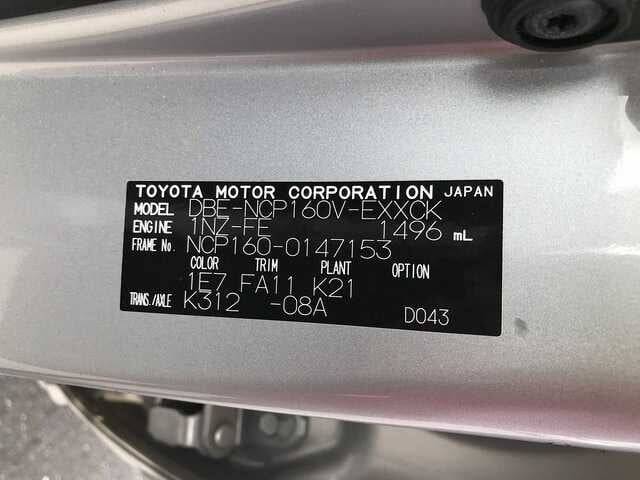 TOYOTA MOTOR CORPORATION JAPAN
MODEL DBE-NCP160V-EXXCK
ENGINE 1NZ-FE 1496 mL
FRAME No. NCP160-0147153
COLOR TRIM PLANT OPTION
1E7 FA11 K21
TRANS./AXLE K312 -08A
D043